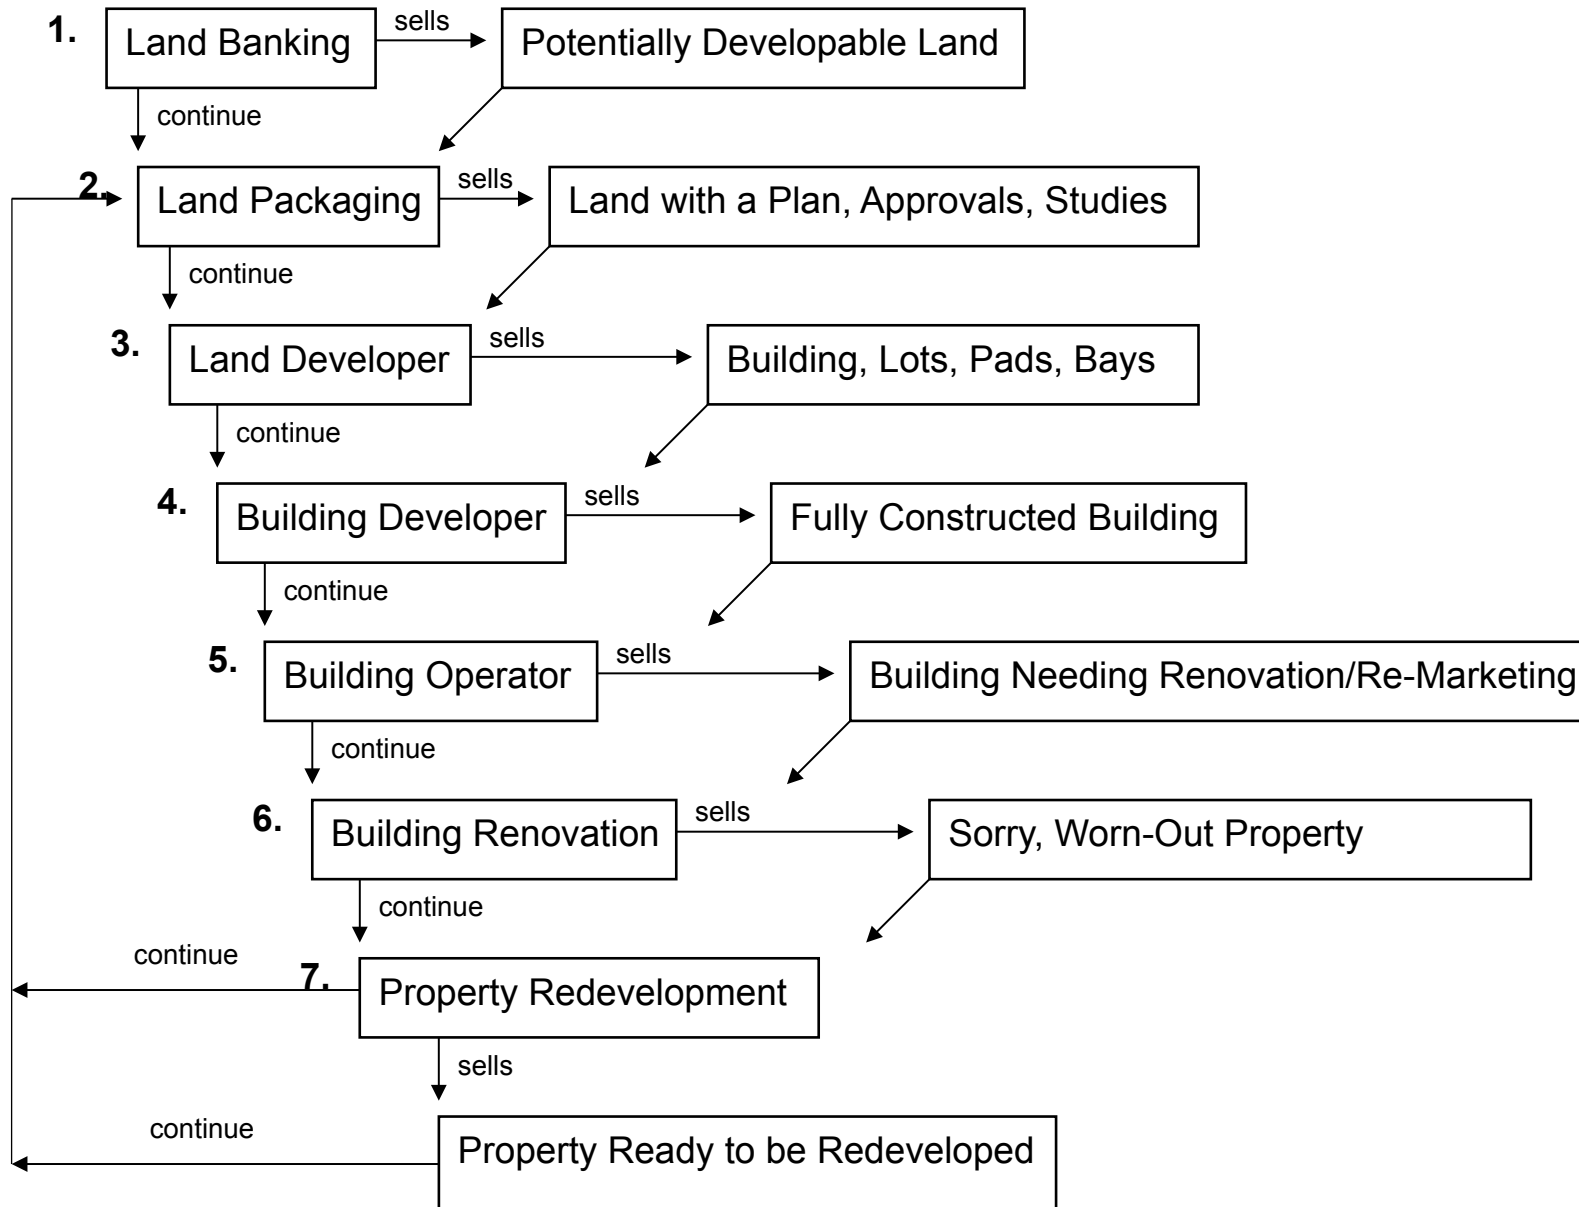 1.
Land Banking
sells
Potentially Developable Land
continue
2.
Land Packaging
sells
Land with a Plan, Approvals, Studies
continue
3.
Land Developer
sells
Building, Lots, Pads, Bays
continue
4.
Building Developer
sells
Fully Constructed Building
continue
5.
Building Operator
sells
Building Needing Renovation/Re-Marketing
continue
6.
Building Renovation
sells
Sorry, Worn-Out Property
continue
continue
7.
Property Redevelopment
sells
continue
Property Ready to be Redeveloped